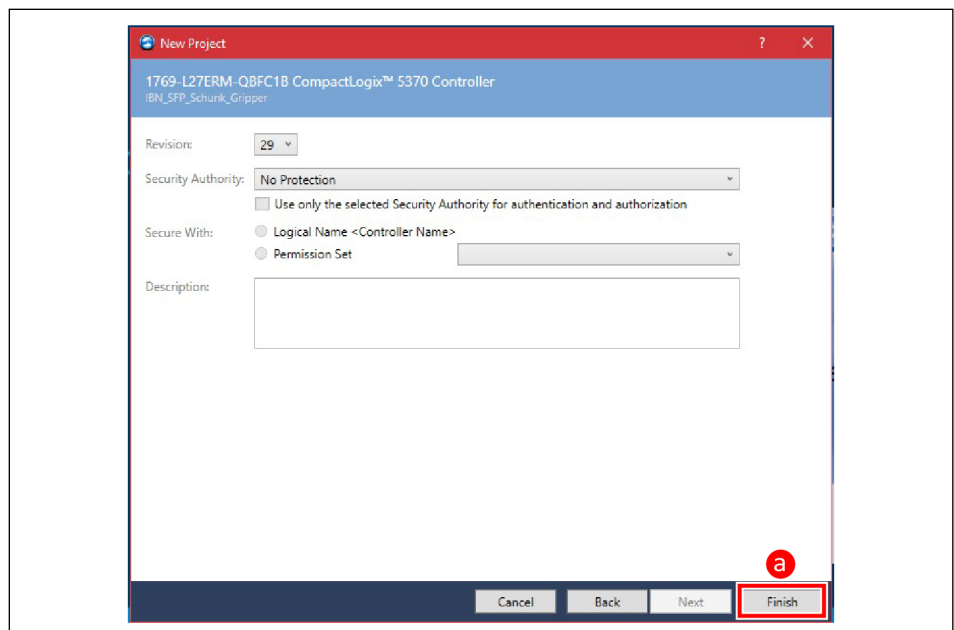 New Project ? ×
1769-L27ERM-QBFC1B CompactLogix™ 5370 Controller
IBN_SFP_Schunk_Gripper
Revision: 29
Security Authority: No Protection
Use only the selected Security Authority for authentication and authorization
Secure With: Logical Name <Controller Name>
Permission Set
Description:
a
Cancel Back Next Finish